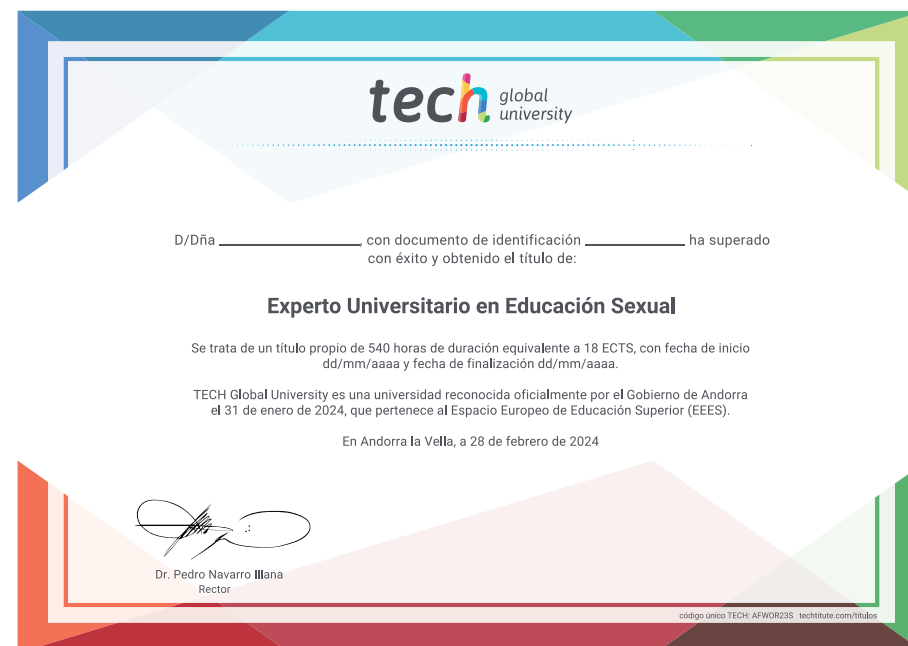 tech global
university
D/Dña ______________, con documento de identificación __________ ha superado
con éxito y obtenido el título de:
Experto Universitario en Educación Sexual
Se trata de un título propio de 540 horas de duración equivalente a 18 ECTS, con fecha de inicio
dd/mm/aaaa y fecha de finalización dd/mm/aaaa.
TECH Global University es una universidad reconocida oficialmente por el Gobierno de Andorra
el 31 de enero de 2024, que pertenece al Espacio Europeo de Educación Superior (EEES).
En Andorra la Vella, a 28 de febrero de 2024
Dr. Pedro Navarro Illana
Rector
código único TECH: AFWOR23S techtitute.com/titulos